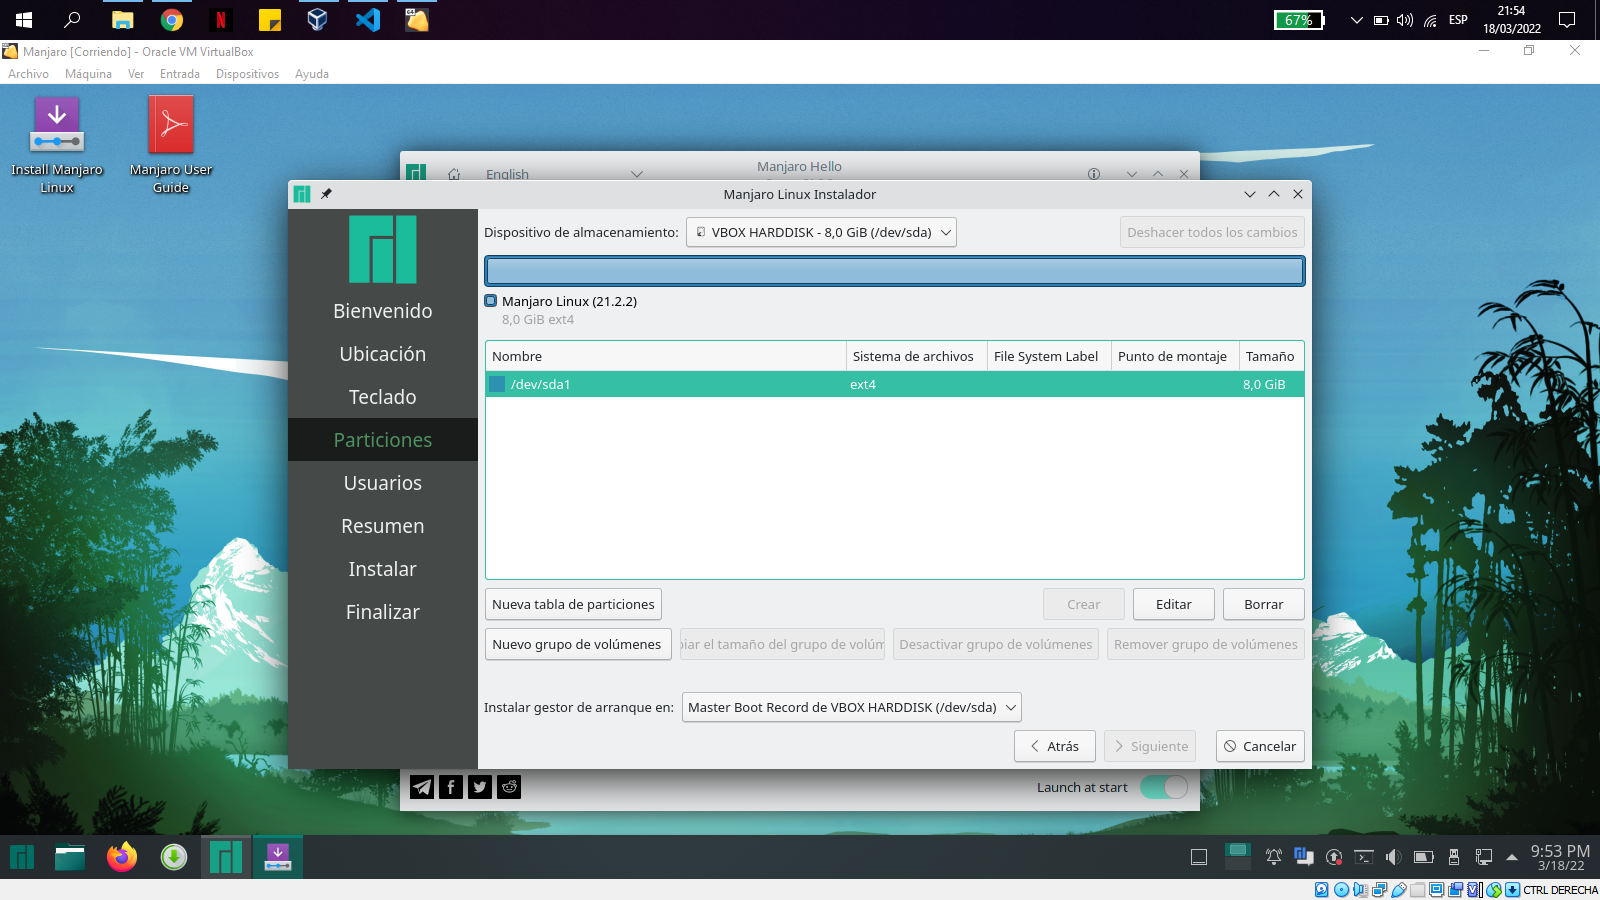 67%
ESP
21:54
18/03/2022
Manjaro [Corriendo] - Oracle VM VirtualBox
Archivo Máquina Ver Entrada Dispositivos Ayuda
Install Manjaro
Linux
Manjaro User
Guide
Manjaro Hello
English
Manjaro Linux Instalador
Bienvenido
Ubicación
Teclado
Particiones
Usuarios
Resumen
Instalar
Finalizar
Dispositivo de almacenamiento: VBOX HARDDISK - 8,0 GiB (/dev/sda) Deshacer todos los cambios
Manjaro Linux (21.2.2)
8,0 GiB ext4
Nombre Sistema de archivos File System Label Punto de montaje Tamaño
/dev/sda1 ext4 8,0 GiB
Nueva tabla de particiones Crear Editar Borrar
Nuevo grupo de volúmenes el tamaño del grupo de Desactivar grupo de volúmenes Remover grupo de volúmenes
Instalar gestor de arranque en: Master Boot Record de VBOX HARDDISK (/dev/sda)
Atrás Siguiente Cancelar
Launch at start
9:53 PM
3/18/22
CTRL DERECHA